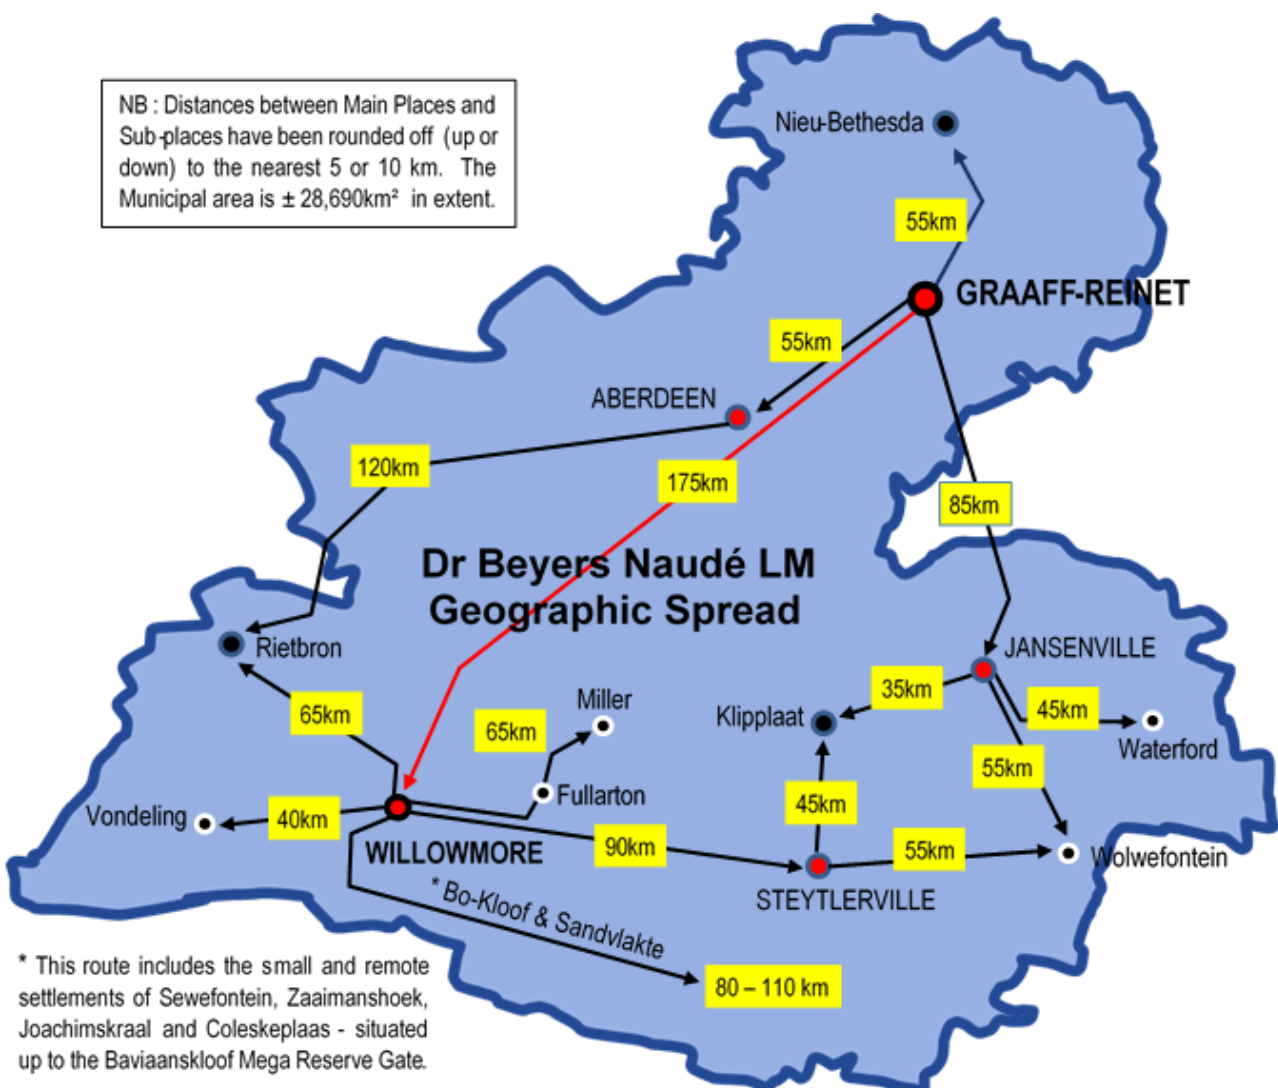 NB : Distances between Main Places and
Sub-places have been rounded off (up or
down) to the nearest 5 or 10 km. The
Municipal area is ± 28,690km² in extent.
Nieu-Bethesda
55km
GRAAFF-REINET
55km
ABERDEEN
120km
175km
85km
Dr Beyers Naudé LM
Geographic Spread
Rietbron
JANSENVILLE
65km
Miller
35km
Klipplaat
45km
65km
Waterford
55km
Fullarton
45km
Vondeling
40km
WILLOWMORE
90km
55km
Wolwefontein
STEYTLERVILLE
* Bo-Kloof & Sandvlakte
80 – 110 km
* This route includes the small and remote
settlements of Sewefontein, Zaaimanshoek,
Joachimskraal and Coleskeplaas - situated
up to the Baviaanskloof Mega Reserve Gate.